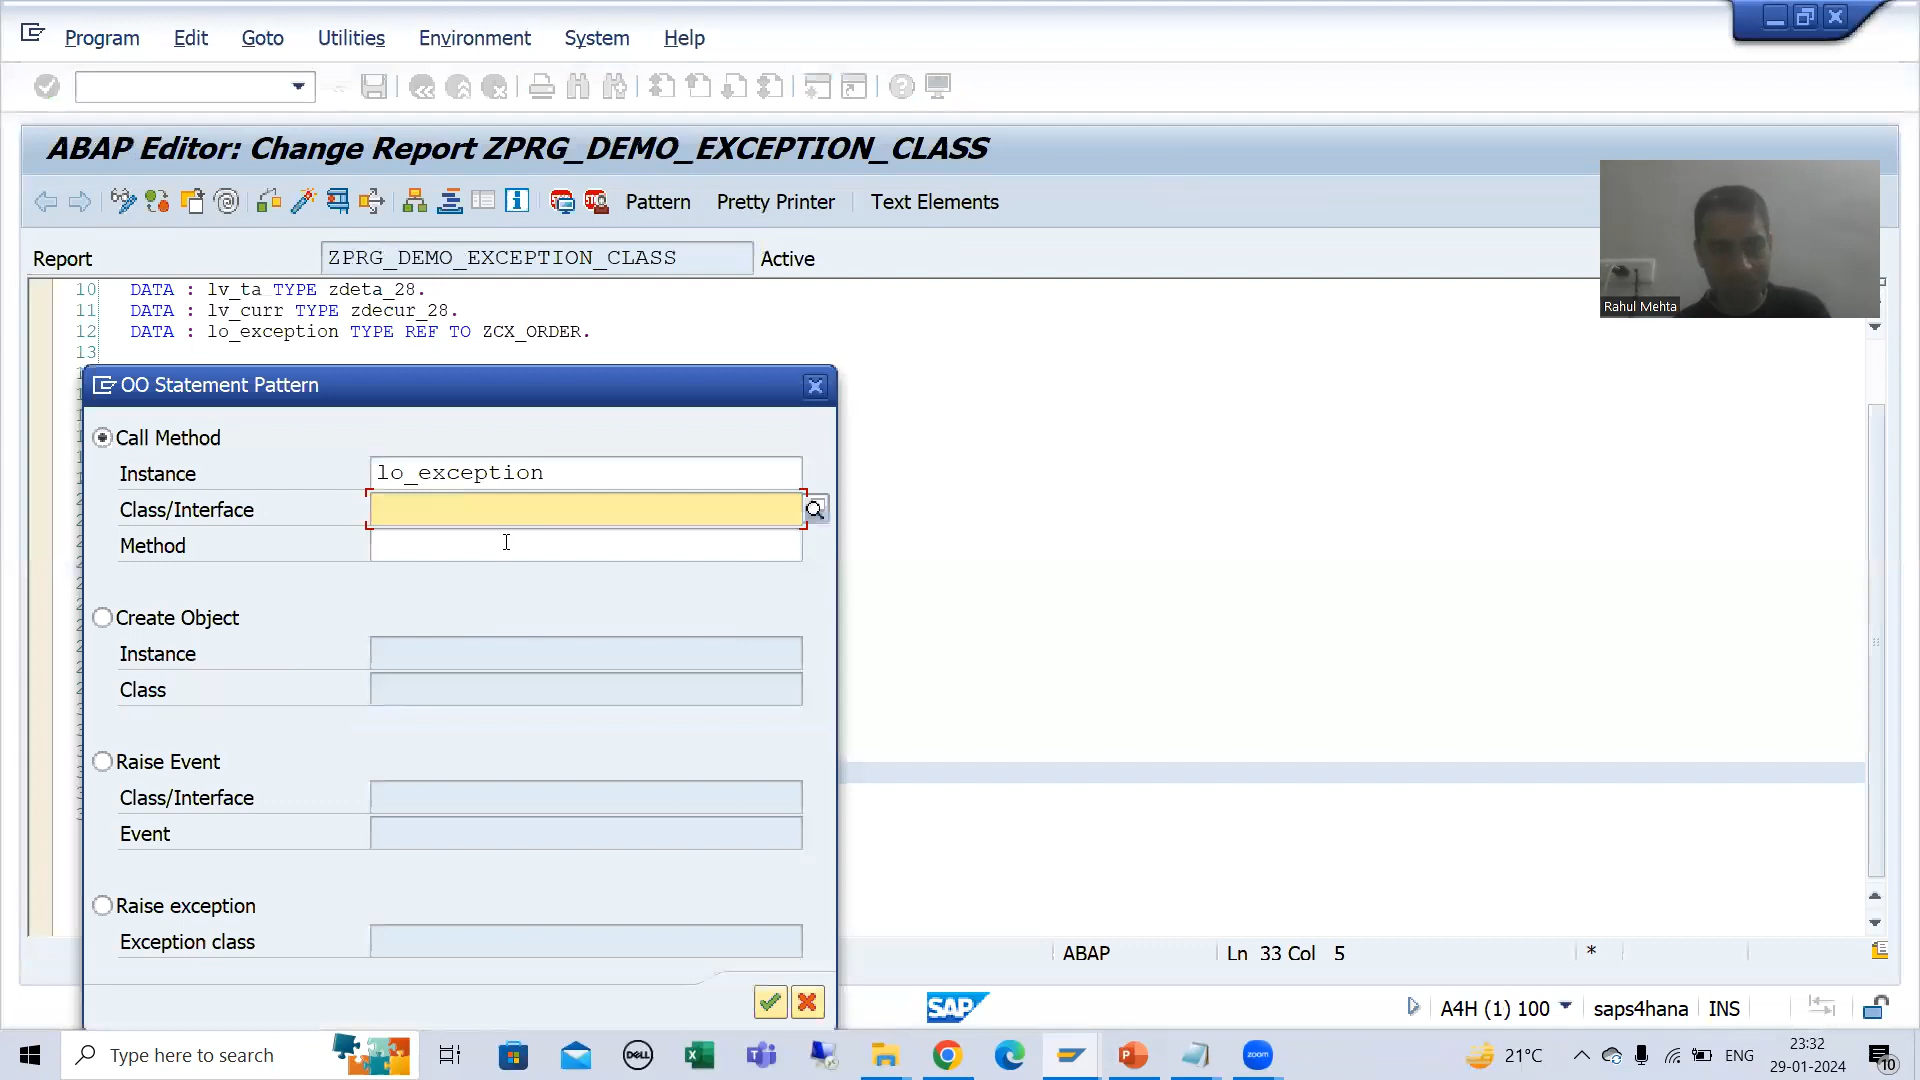 Program Edit Goto Utilities Environment System Help
ABAP Editor: Change Report ZPRG_DEMO_EXCEPTION_CLASS
Pattern Pretty Printer Text Elements
Report ZPRG_DEMO_EXCEPTION_CLASS Active
Rahul Mehta
10 DATA : lv_ta TYPE zdeta_28.
11 DATA : lv_curr TYPE zdecur_28.
12 DATA : lo_exception TYPE REF TO ZCX_ORDER.
13
OO Statement Pattern
Call Method
Instance lo_exception
Class/Interface
Method
Create Object
Instance
Class
Raise Event
Class/Interface
Event
Raise exception
Exception class
ABAP Ln 33 Col 5 *
SAP A4H (1) 100 saps4hana INS
Type here to search DELL zoom 21°C ENG 23:32
29-01-2024 10